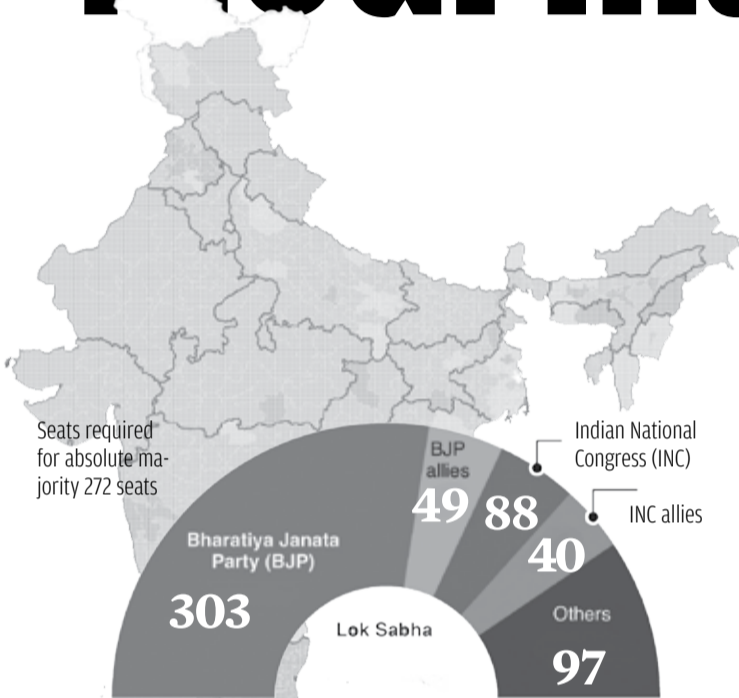 Seats required
for absolute ma-
jority 272 seats
BJP
allies
49
Indian National
Congress (INC)
88
INC allies
40
Bharatiya Janata
Party (BJP)
303
Lok Sabha
Others
97